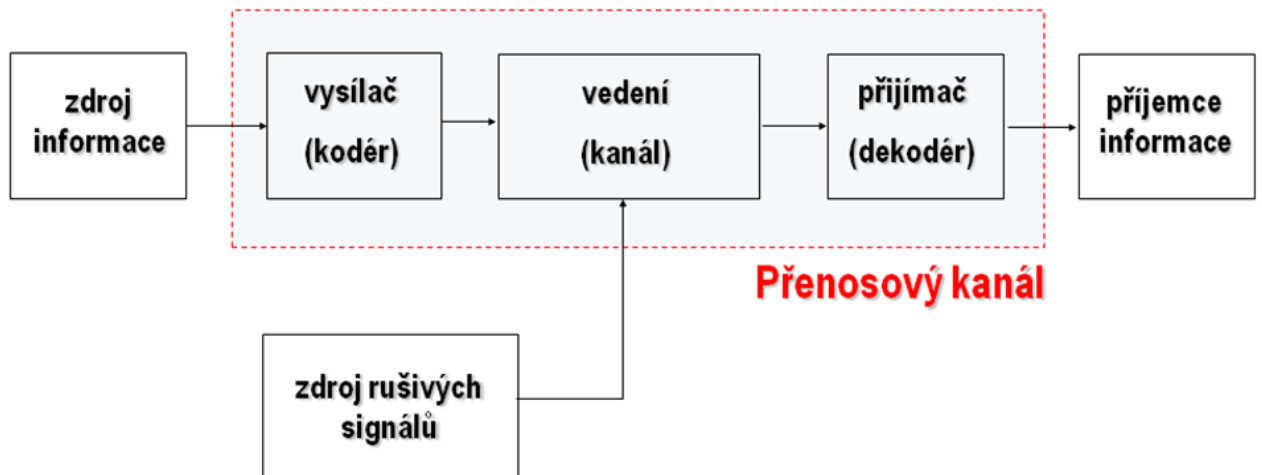 zdroj
informace
vysílač
(kodér)
vedení
(kanál)
přijímač
(dekodér)
příjemce
informace
Přenosový kanál
zdroj rušivých
signálů